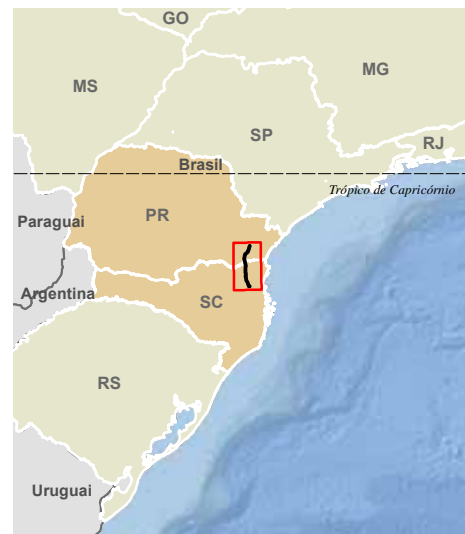 GO
MG
MS
SP
RJ
Brasil
Trópico de Capricórnio
Paraguai
PR
Argentina
SC
RS
Uruguai